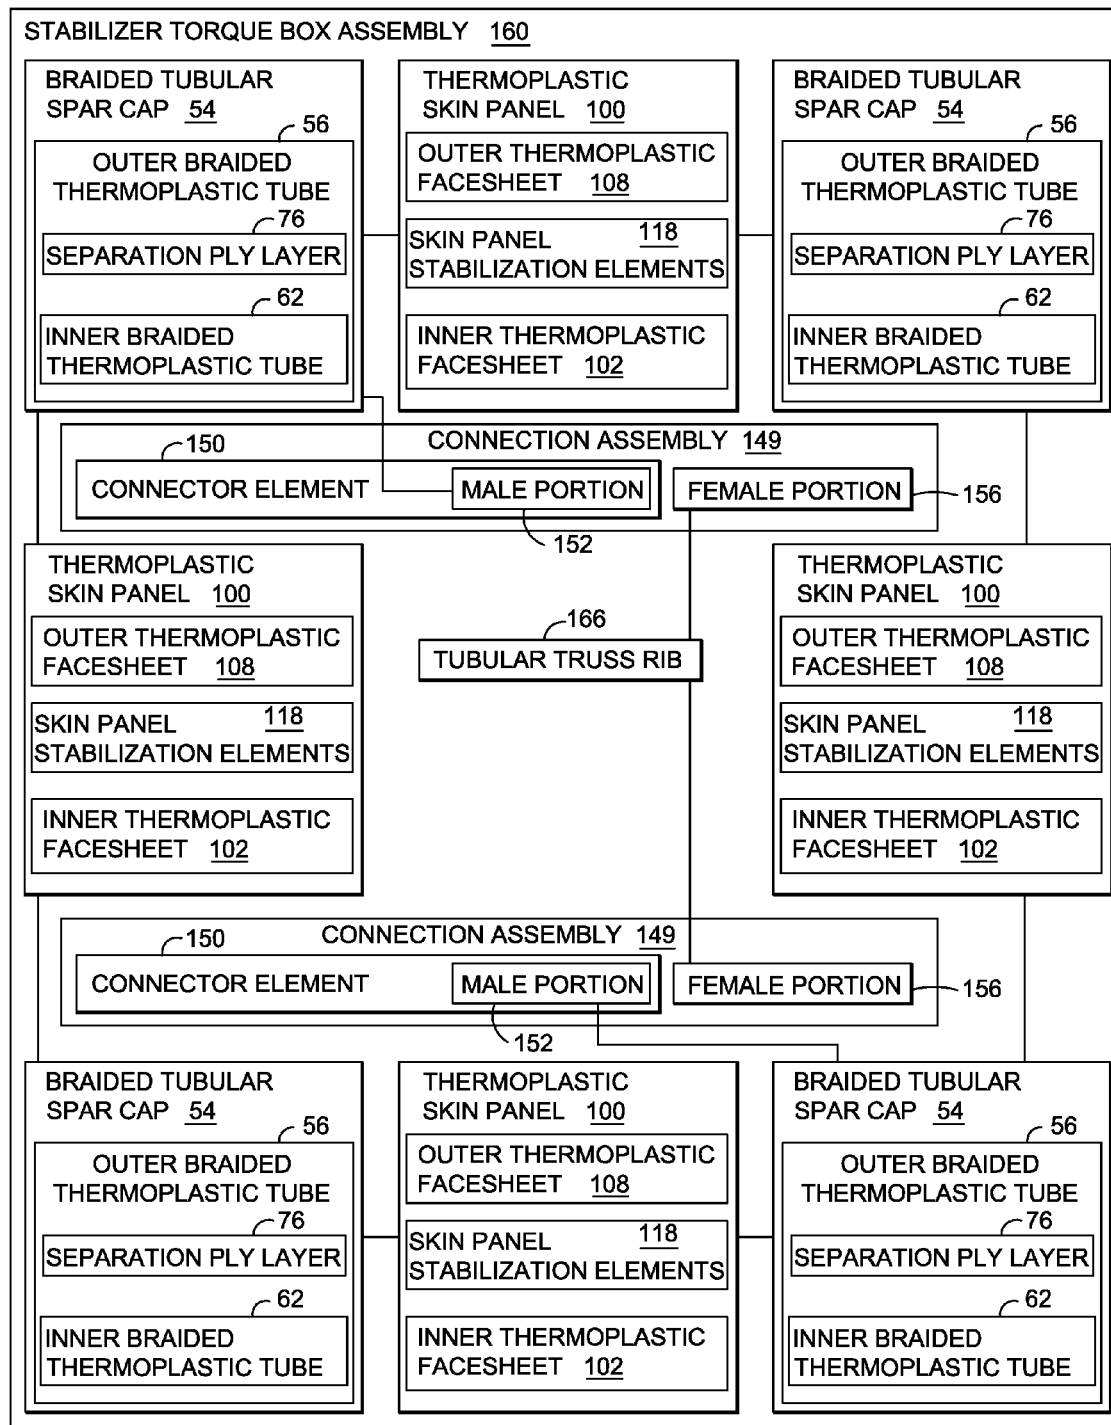 STABILIZER TORQUE BOX ASSEMBLY 160
BRAIDED TUBULAR
SPAR CAP 54
56
OUTER BRAIDED
THERMOPLASTIC TUBE
76
SEPARATION PLY LAYER
62
INNER BRAIDED
THERMOPLASTIC TUBE
THERMOPLASTIC
SKIN PANEL 100
OUTER THERMOPLASTIC
FACESHEET 108
SKIN PANEL 118
STABILIZATION ELEMENTS
INNER THERMOPLASTIC
FACESHEET 102
BRAIDED TUBULAR
SPAR CAP 54
56
OUTER BRAIDED
THERMOPLASTIC TUBE
76
SEPARATION PLY LAYER
62
INNER BRAIDED
THERMOPLASTIC TUBE
150
CONNECTION ASSEMBLY 149
CONNECTOR ELEMENT
MALE PORTION
FEMALE PORTION
156
152
THERMOPLASTIC
SKIN PANEL 100
OUTER THERMOPLASTIC
FACESHEET 108
SKIN PANEL 118
STABILIZATION ELEMENTS
INNER THERMOPLASTIC
FACESHEET 102
166
TUBULAR TRUSS RIB
THERMOPLASTIC
SKIN PANEL 100
OUTER THERMOPLASTIC
FACESHEET 108
SKIN PANEL 118
STABILIZATION ELEMENTS
INNER THERMOPLASTIC
FACESHEET 102
150
CONNECTION ASSEMBLY 149
CONNECTOR ELEMENT
MALE PORTION
FEMALE PORTION
156
152
BRAIDED TUBULAR
SPAR CAP 54
56
OUTER BRAIDED
THERMOPLASTIC TUBE
76
SEPARATION PLY LAYER
62
INNER BRAIDED
THERMOPLASTIC TUBE
THERMOPLASTIC
SKIN PANEL 100
OUTER THERMOPLASTIC
FACESHEET 108
SKIN PANEL 118
STABILIZATION ELEMENTS
INNER THERMOPLASTIC
FACESHEET 102
BRAIDED TUBULAR
SPAR CAP 54
56
OUTER BRAIDED
THERMOPLASTIC TUBE
76
SEPARATION PLY LAYER
62
INNER BRAIDED
THERMOPLASTIC TUBE